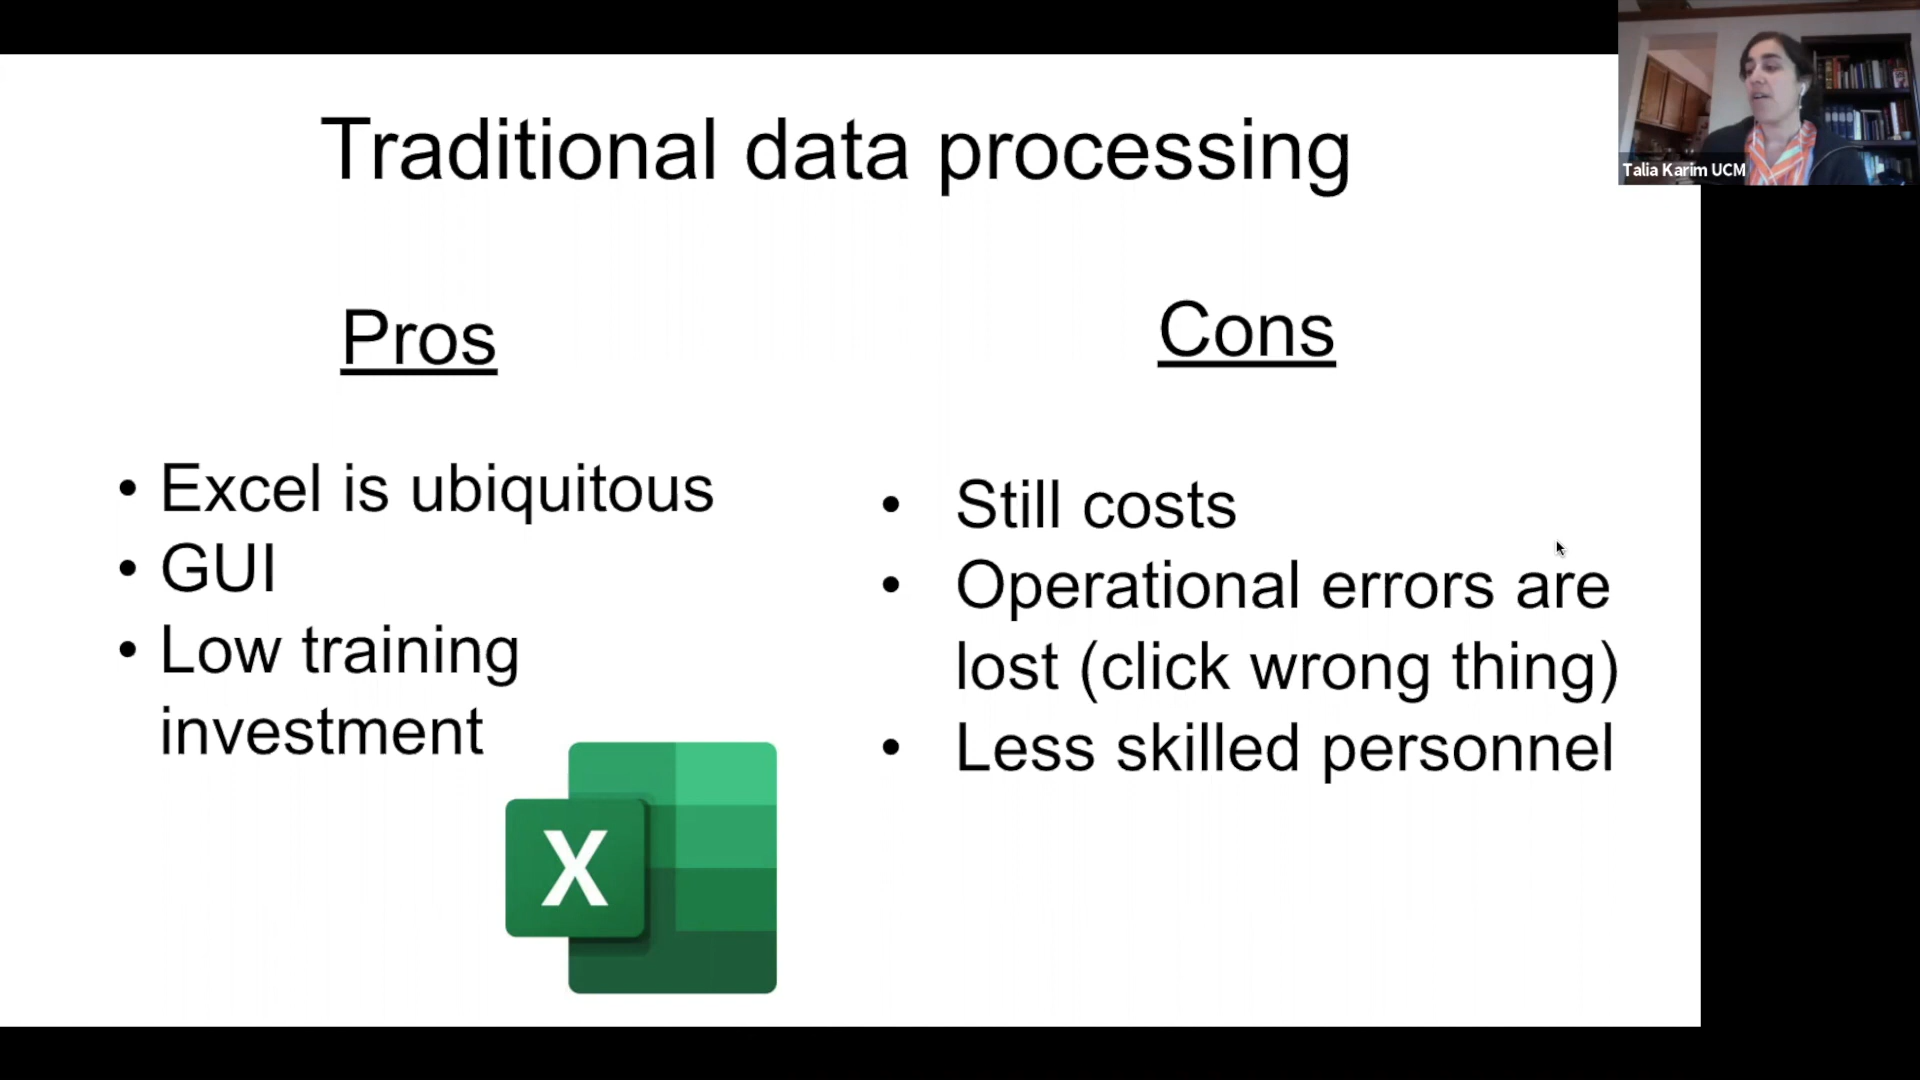 Traditional data processing
Talia Karim UCM
Pros
• Excel is ubiquitous
• GUI
• Low training
investment
X
Cons
• Still costs
• Operational errors are
lost (click wrong thing)
• Less skilled personnel